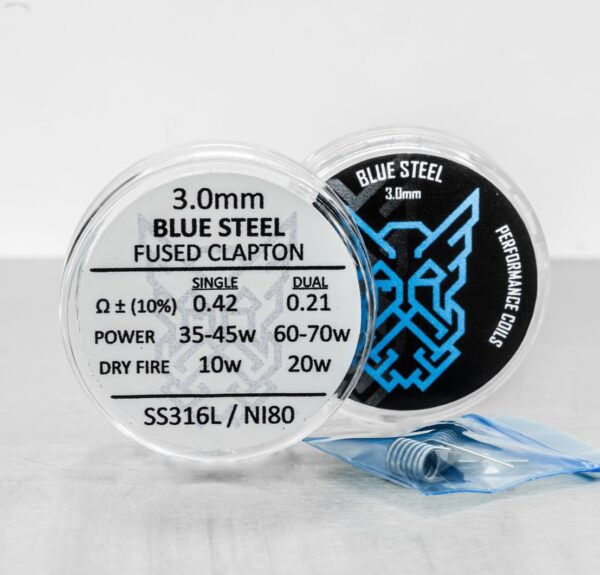 3.0mm
BLUE STEEL
FUSED CLAPTON
SINGLE DUAL
Ω ± (10%) 0.42 0.21
POWER 35-45w 60-70w
DRY FIRE 10w 20w
SS316L / NI80
BLUE STEEL
3.0mm
PERFORMANCE COILS